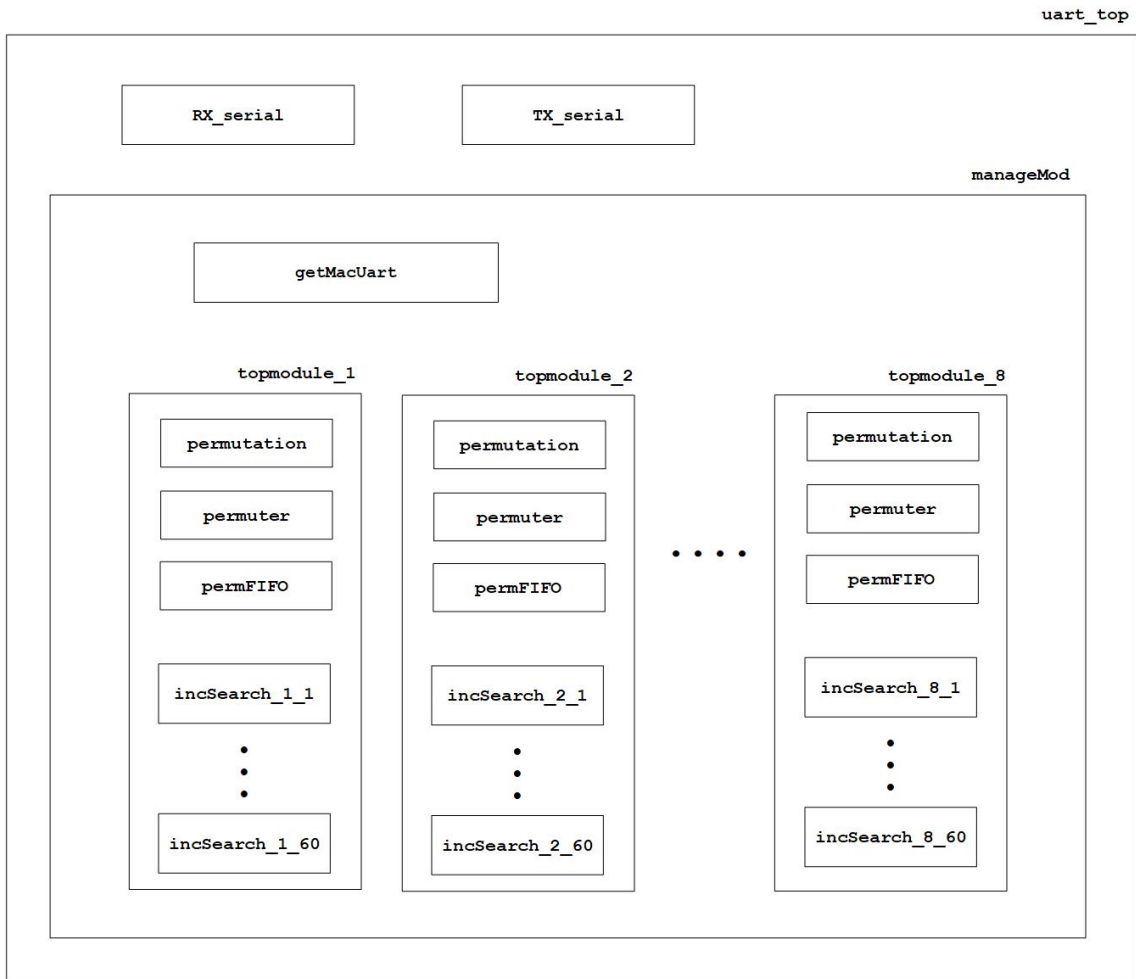 uart_top
RX_serial
TX_serial
manageMod
getMacUart
topmodule_1
permutation
permuter
permFIFO
incSearch_1_1
incSearch_1_60
topmodule_2
permutation
permuter
permFIFO
incSearch_2_1
incSearch_2_60
topmodule_8
permutation
permuter
permFIFO
incSearch_8_1
incSearch_8_60